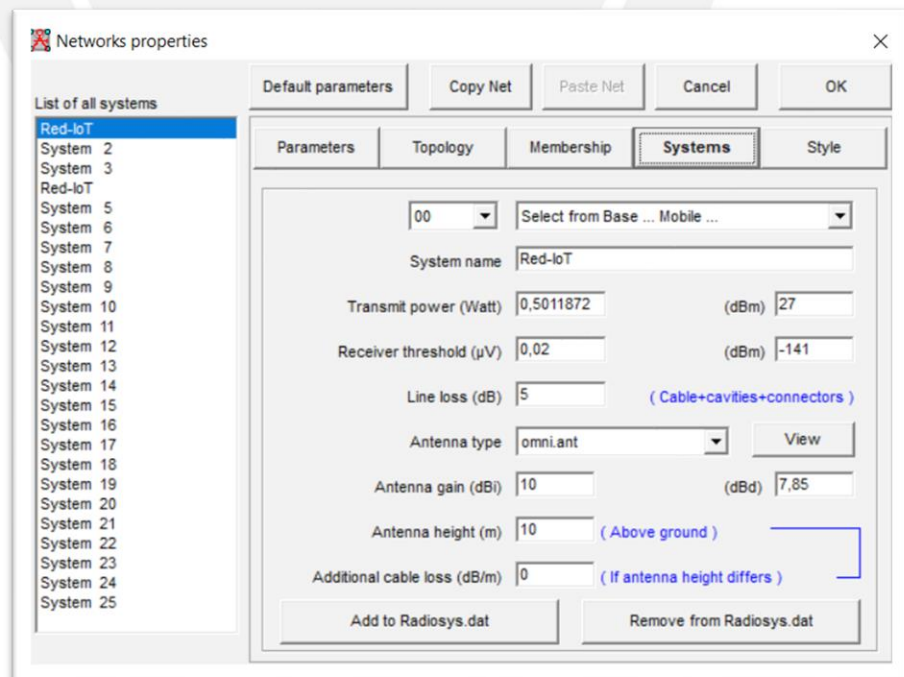 Networks properties
Default parameters Copy Net Paste Net Cancel OK
List of all systems
Red-IoT
System 2
System 3
Red-IoT
System 5
System 6
System 7
System 8
System 9
System 10
System 11
System 12
System 13
System 14
System 15
System 16
System 17
System 18
System 19
System 20
System 21
System 22
System 23
System 24
System 25
Parameters Topology Membership Systems Style
00 Select from Base ... Mobile ...
System name Red-IoT
Transmit power (Watt) 0,5011872 (dBm) 27
Receiver threshold (µV) 0,02 (dBm) -141
Line loss (dB) 5 ( Cable+cavities+connectors )
Antenna type omni.ant View
Antenna gain (dBi) 10 (dBd) 7,85
Antenna height (m) 10 ( Above ground )
Additional cable loss (dB/m) 0 ( If antenna height differs )
Add to Radiosys.dat Remove from Radiosys.dat